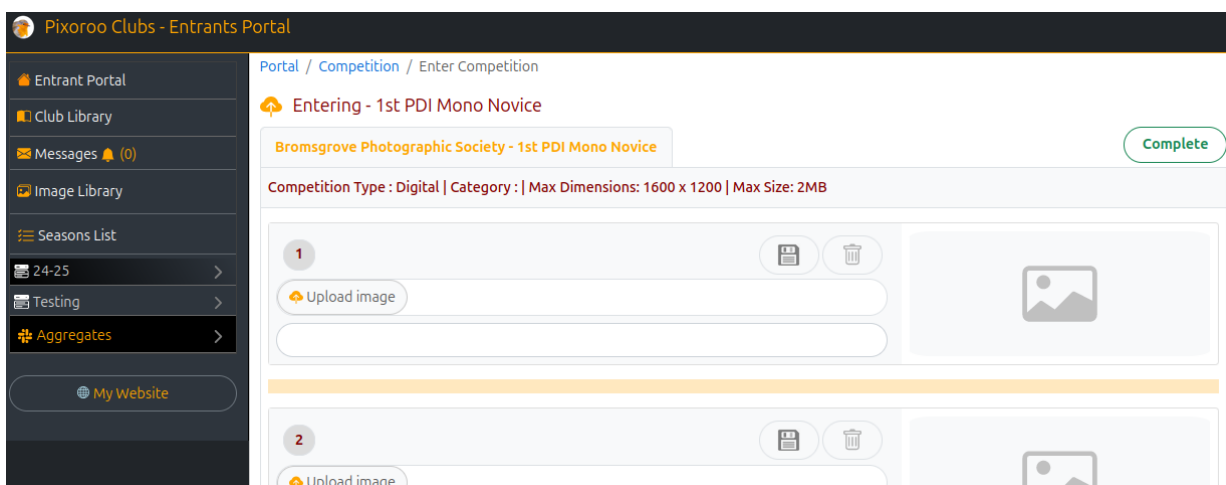 Pixoroo Clubs - Entrants Portal
Entrant Portal
Club Library
Messages (0)
Image Library
Seasons List
24-25
Testing
Aggregates
My Website
Portal / Competition / Enter Competition
Entering - 1st PDI Mono Novice
Bromsgrove Photographic Society - 1st PDI Mono Novice
Complete
Competition Type : Digital | Category : | Max Dimensions: 1600 x 1200 | Max Size: 2MB
1
Upload image
2
Upload image